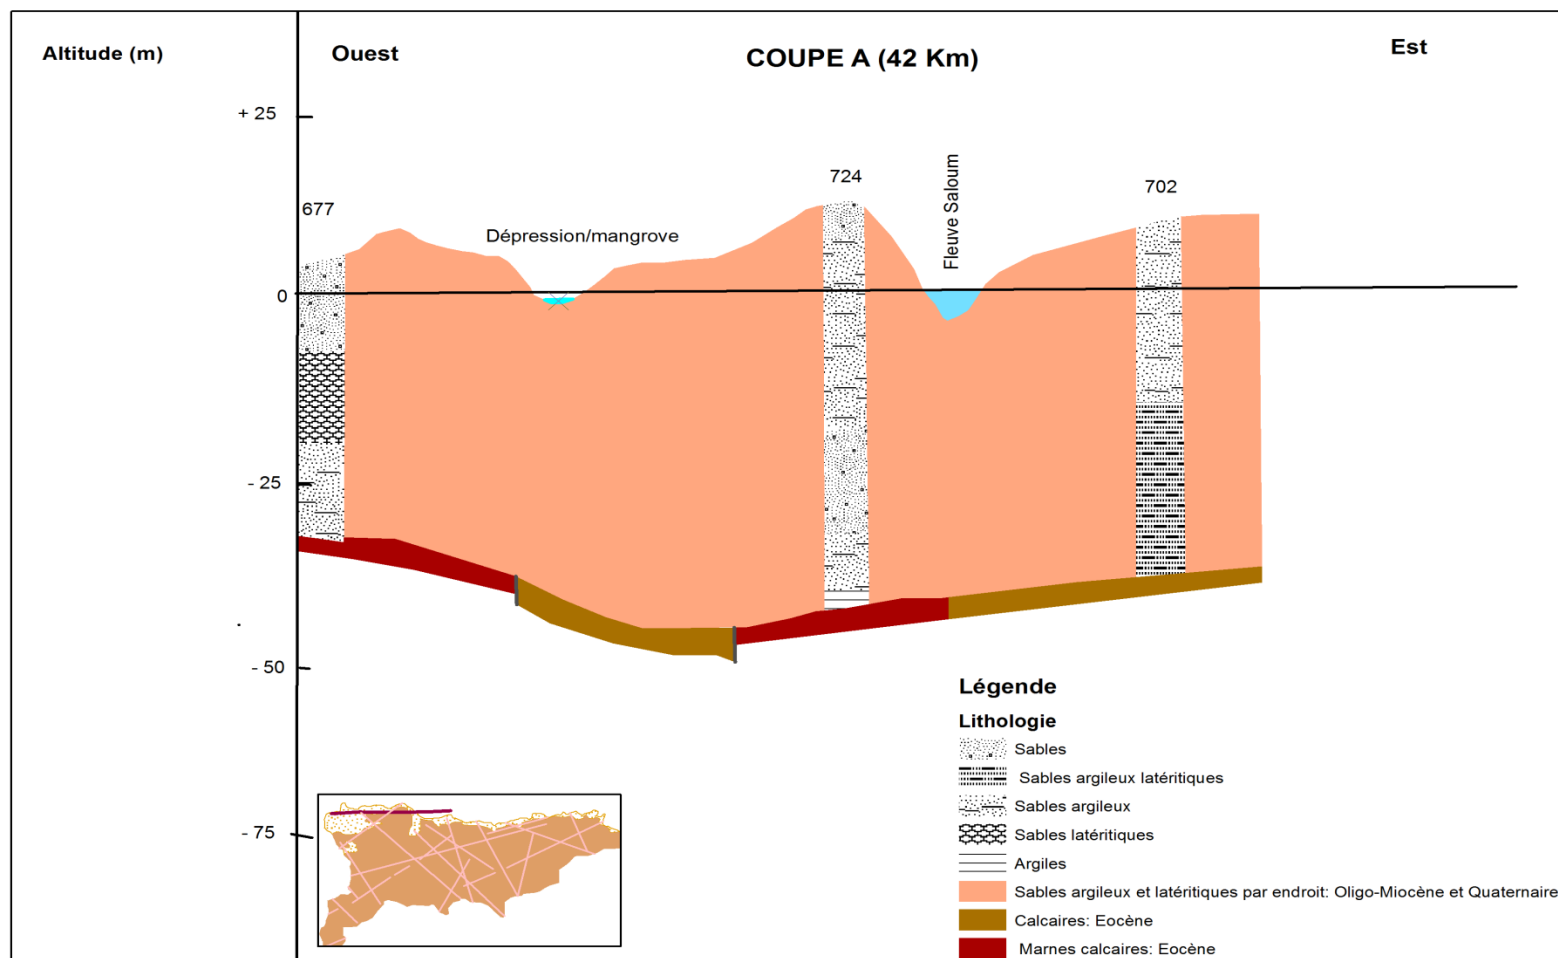 Altitude (m)
Ouest
COUPE A (42 Km)
Est
+ 25
677
Dépression/mangrove
724
Fleuve Saloum
702
0
- 25
- 50
- 75
Légende
Lithologie
Sables
Sables argileux latéritiques
Sables argileux
Sables latéritiques
Argiles
Sables argileux et latéritiques par endroit: Oligo-Miocène et Quaternaire
Calcaires: Eocène
Marnes calcaires: Eocène